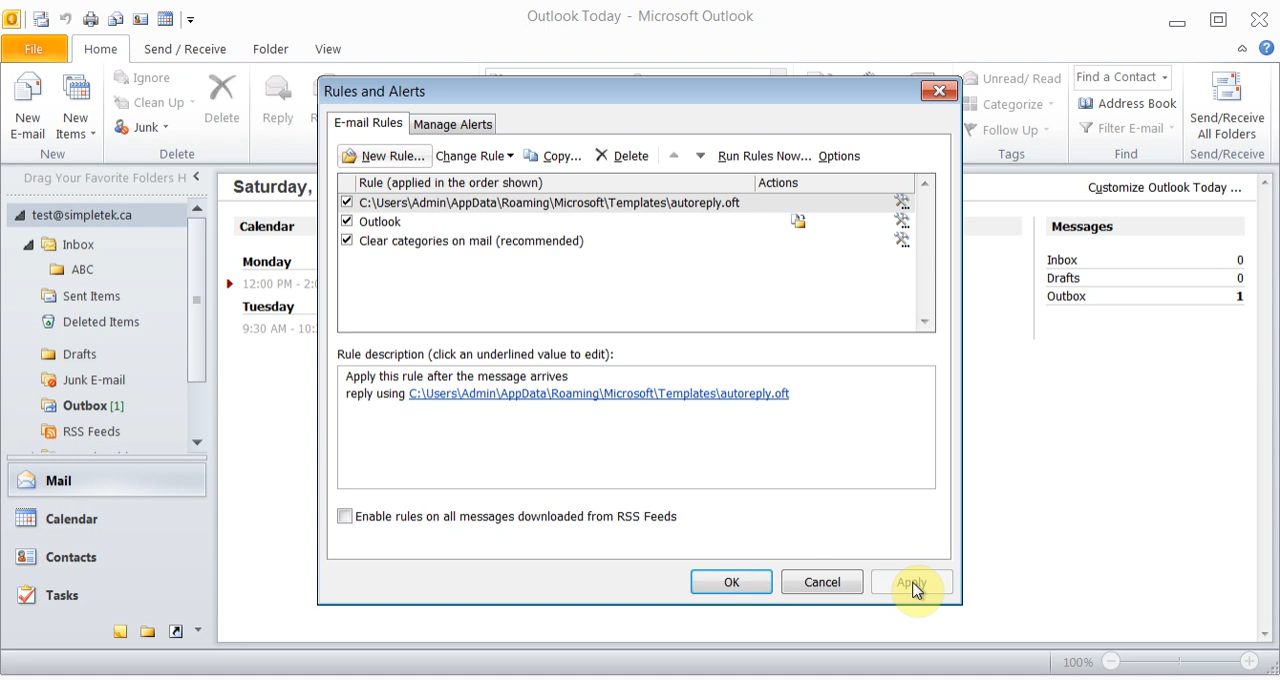 Outlook Today - Microsoft Outlook
File Home Send / Receive Folder View
New E-mail
New Items
New
Ignore
Clean Up
Junk
Delete
Delete
Reply
Unread/ Read
Categorize
Follow Up
Tags
Find a Contact
Address Book
Filter E-mail
Find
Send/Receive All Folders
Send/Receive
Drag Your Favorite Folders H
test@simpletek.ca
Inbox
ABC
Sent Items
Deleted Items
Drafts
Junk E-mail
Outbox [1]
RSS Feeds
Mail
Calendar
Contacts
Tasks
Saturday,
Calendar
Monday
12:00 PM - 2:
Tuesday
9:30 AM - 10:
Rules and Alerts
E-mail Rules Manage Alerts
New Rule... Change Rule Copy... Delete Run Rules Now... Options
Rule (applied in the order shown) Actions
C:\Users\Admin\AppData\Roaming\Microsoft\Templates\autoreply.oft
Outlook
Clear categories on mail (recommended)
Rule description (click an underlined value to edit):
Apply this rule after the message arrives
reply using C:\Users\Admin\AppData\Roaming\Microsoft\Templates\autoreply.oft
Enable rules on all messages downloaded from RSS Feeds
OK Cancel Apply
Customize Outlook Today ...
Messages
Inbox 0
Drafts 0
Outbox 1
100%